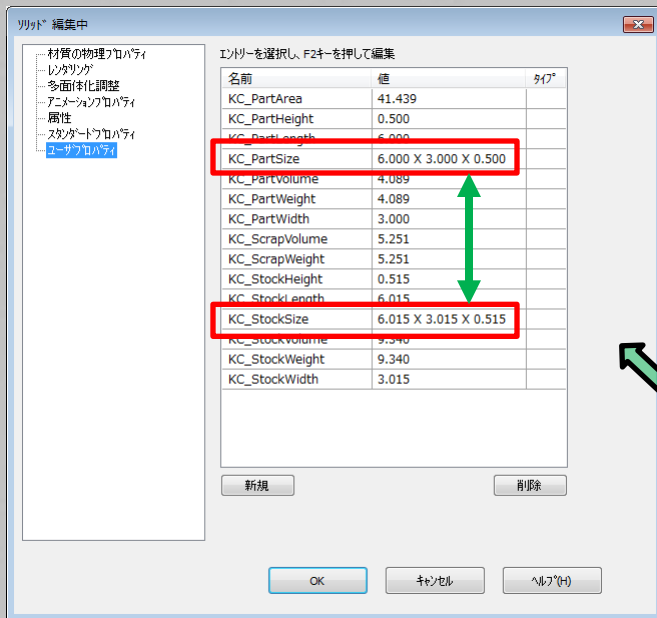 ソリッド 編集中
材質の物理プロパティ
レンダリング
多面体化調整
アニメーションプロパティ
属性
スタンダードプロパティ
ユーザプロパティ
エントリーを選択し、F2キーを押して編集
名前 値 タイプ
KC_PartArea 41.439
KC_PartHeight 0.500
KC_PartLength 6.000
KC_PartSize 6.000 X 3.000 X 0.500
KC_PartVolume 4.089
KC_PartWeight 4.089
KC_PartWidth 3.000
KC_ScrapVolume 5.251
KC_ScrapWeight 5.251
KC_StockHeight 0.515
KC_StockLength 6.015
KC_StockSize 6.015 X 3.015 X 0.515
KC_StockVolume 9.340
KC_StockWeight 9.340
KC_StockWidth 3.015
新規 削除
OK キャンセル ヘルプ(H)